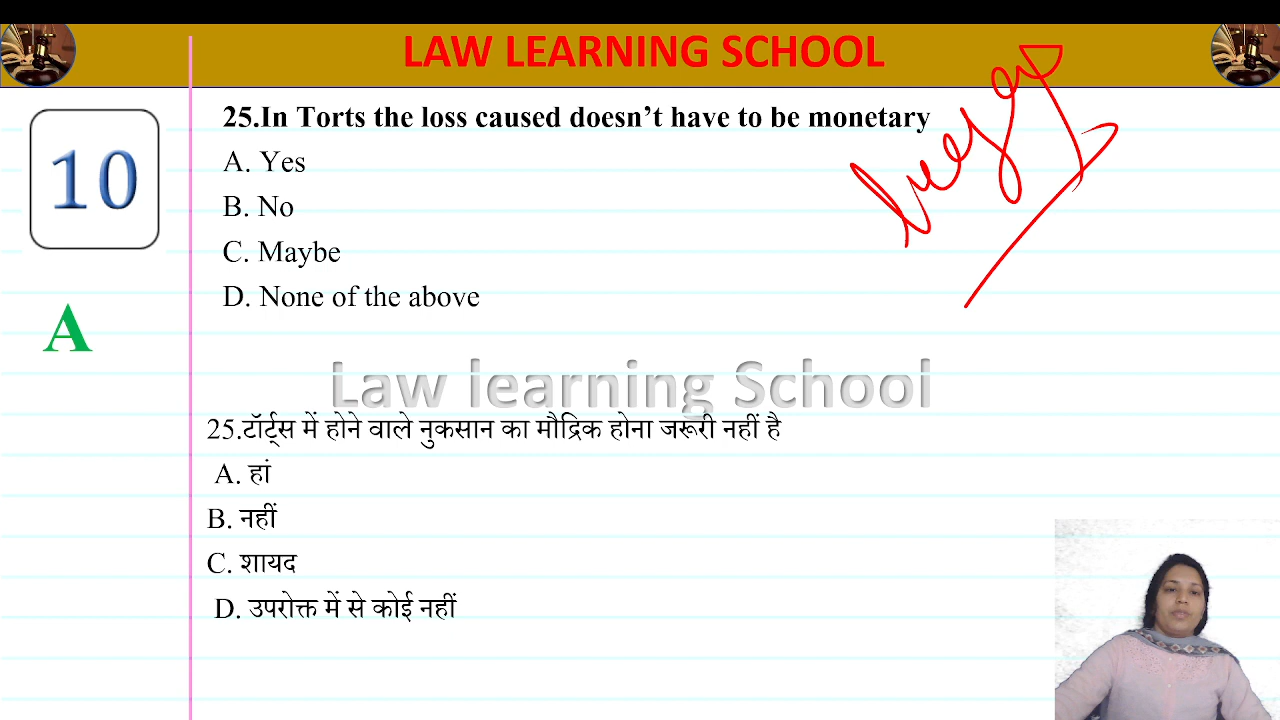 LAW LEARNING SCHOOL
10
A
25.In Torts the loss caused doesn’t have to be monetary
A. Yes
B. No
C. Maybe
D. None of the above
Law learning School
25.टॉर्ट्स में होने वाले नुकसान का मौद्रिक होना जरूरी नहीं है
A. हां
B. नहीं
C. शायद
D. उपरोक्त में से कोई नहीं